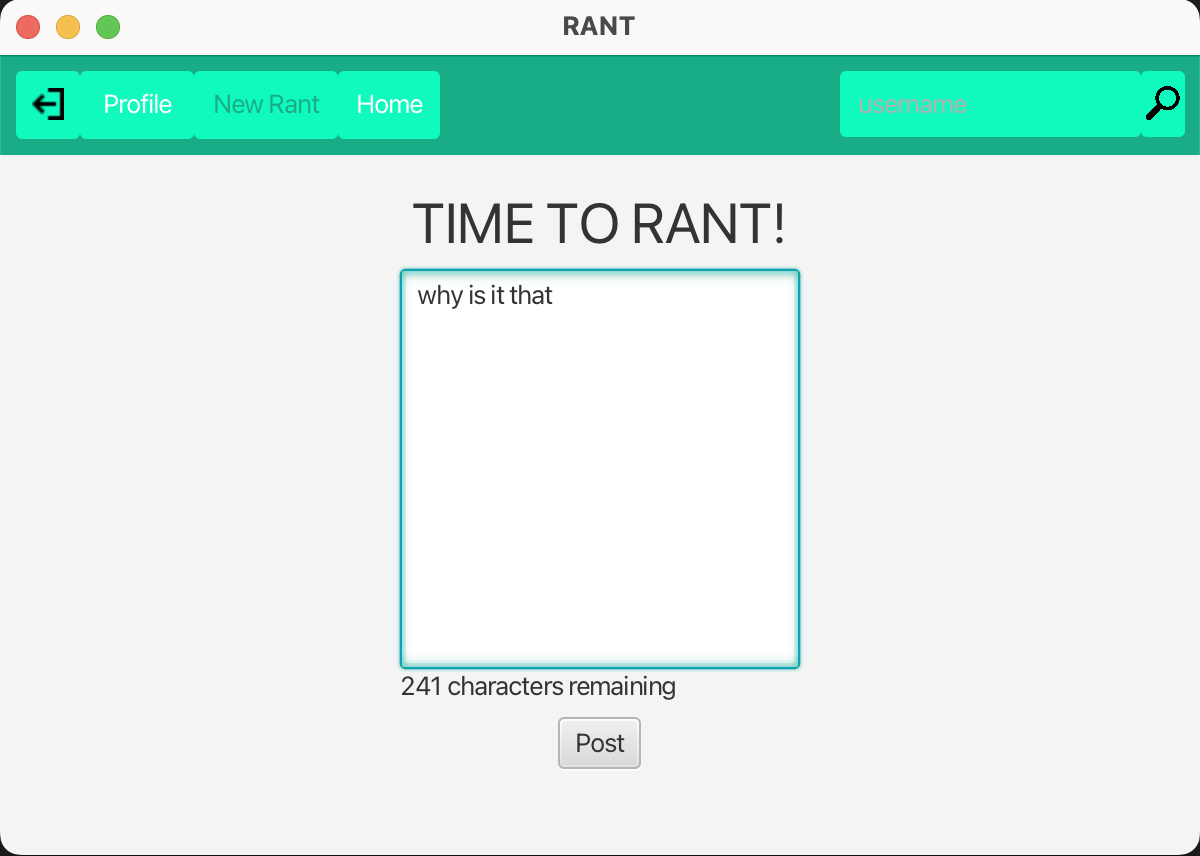 RANT
Profile
New Rant
Home
username
TIME TO RANT!
why is it that
241 characters remaining
Post